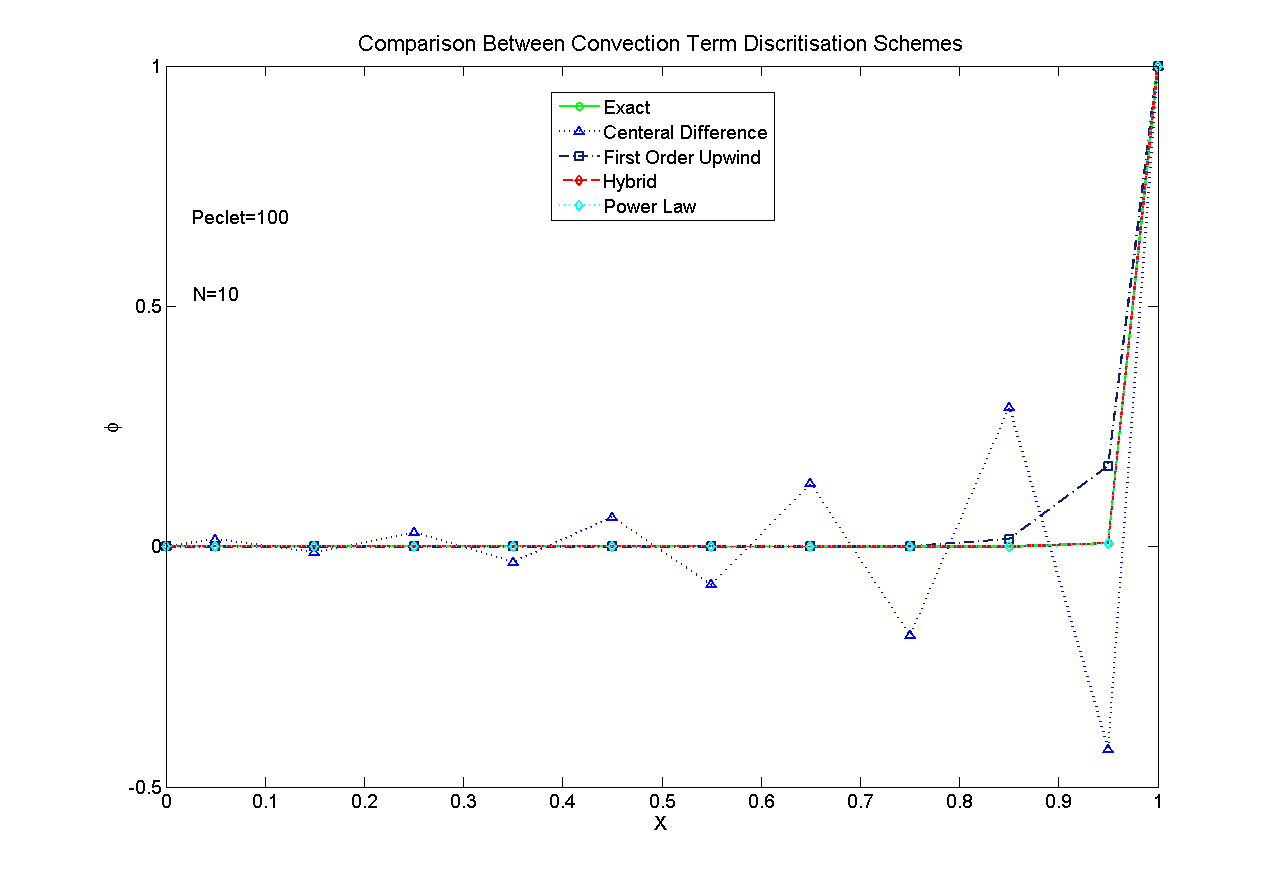 Comparison Between Convection Term Discritisation Schemes
1
Exact
Centeral Difference
First Order Upwind
Hybrid
Power Law
Peclet=100
N=10
0.5
ϕ
0
-0.5
0 0.1 0.2 0.3 0.4 0.5 0.6 0.7 0.8 0.9 1
X